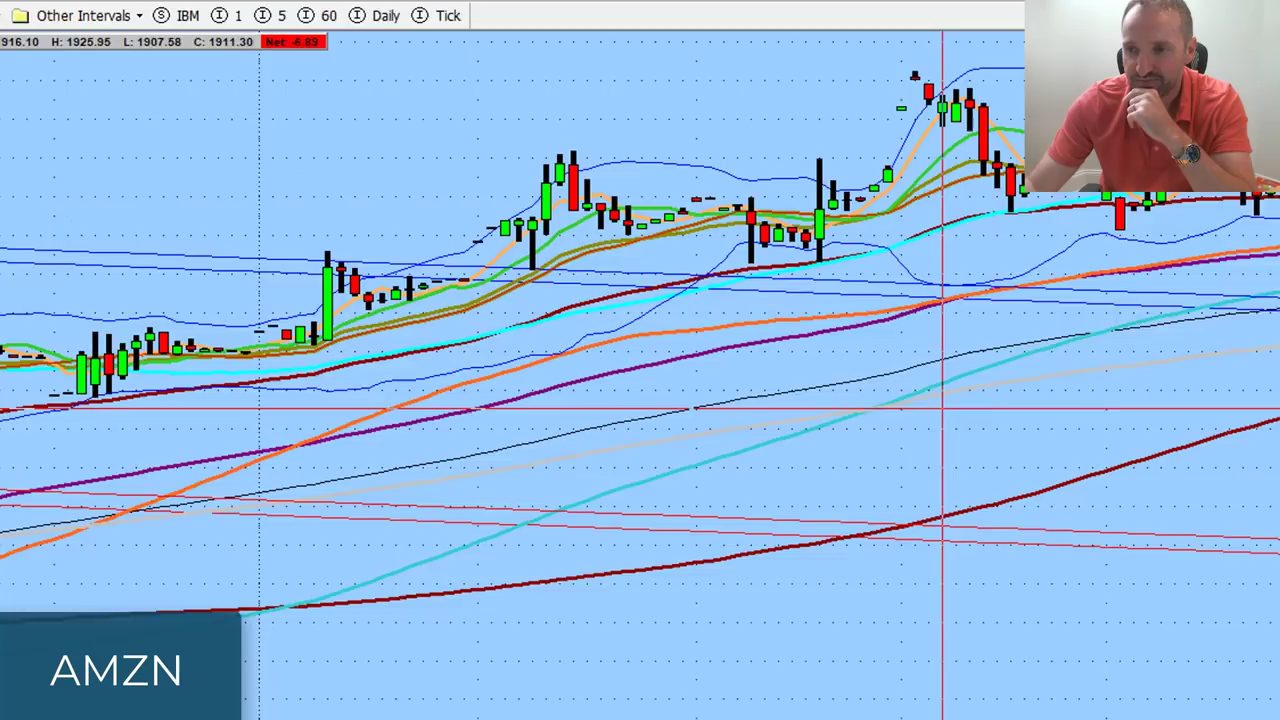 Other Intervals IBM 1 5 60 Daily Tick
916.10 H: 1925.95 L: 1907.58 C: 1911.30 Net: -6.89
AMZN